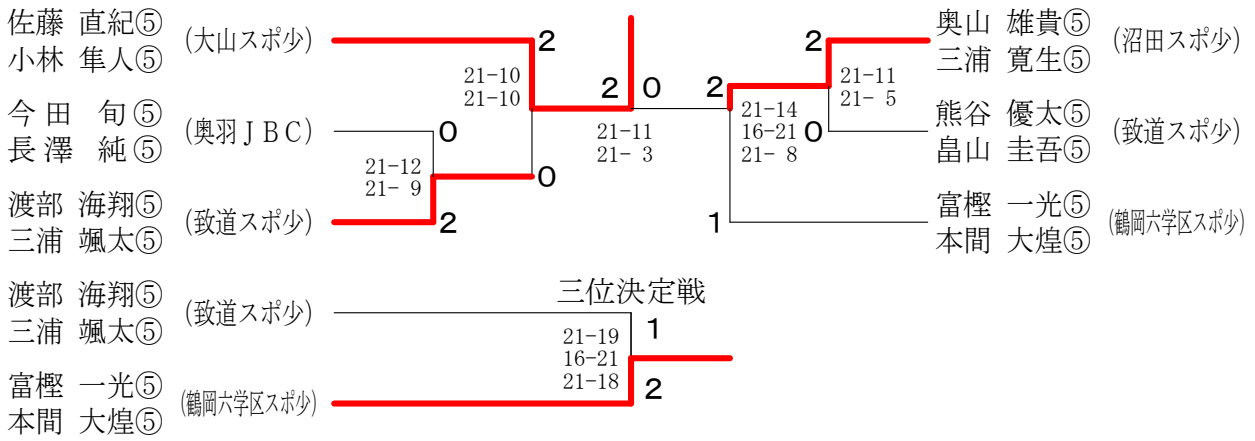 佐藤 直紀⑤
小林 隼人⑤
(大山スポ少)
今田 旬⑤
長澤 純⑤
(奥羽JBC)
渡部 海翔⑤
三浦 颯太⑤
(致道スポ少)
2
21-10
21-10
0
21-12
21- 9
2
0
2
0
21-11
21- 3
2
2
21-14
16-21
21- 8
21-11
21- 5
0
1
奥山 雄貴⑤
三浦 寛生⑤
(沼田スポ少)
熊谷 優太⑤
畠山 圭吾⑤
(致道スポ少)
富樫 一光⑤
本間 大煌⑤
(鶴岡六学区スポ少)
三位決定戦
渡部 海翔⑤
三浦 颯太⑤
(致道スポ少)
富樫 一光⑤
本間 大煌⑤
(鶴岡六学区スポ少)
1
21-19
16-21
21-18
2